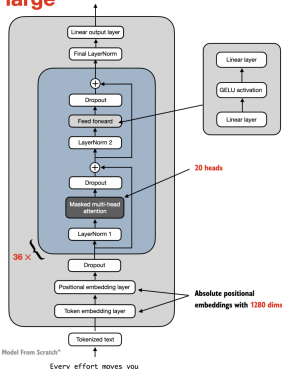 large
Linear output layer
Final LayerNorm
Dropout
Feed forward
LayerNorm 2
Dropout
Masked multi-head
attention
LayerNorm 1
36 ×
Dropout
Positional embedding layer
Token embedding layer
Tokenized text
Linear layer
GELU activation
Linear layer
20 heads
Absolute positional
embeddings with 1280 dims
Model From Scratch"
Every effort moves you